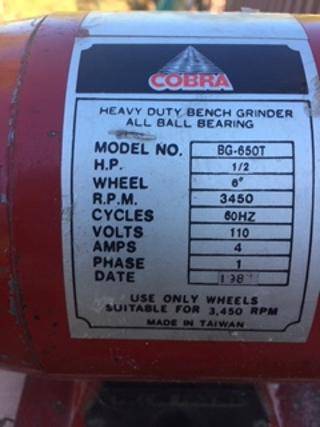 COBRA
HEAVY DUTY BENCH GRINDER
ALL BALL BEARING
MODEL NO. BG-650T
H.P. 1/2
WHEEL 6"
R.P.M. 3450
CYCLES 60HZ
VOLTS 110
AMPS 4
PHASE 1
DATE
USE ONLY WHEELS
SUITABLE FOR 3,450 RPM
MADE IN TAIWAN